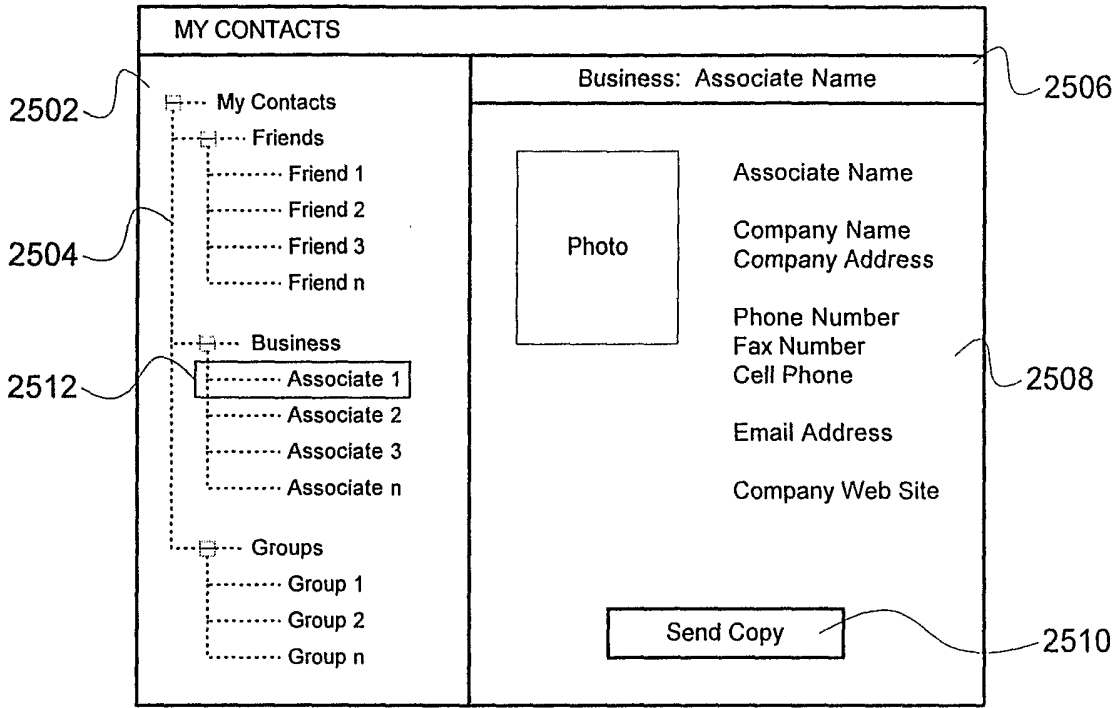 MY CONTACTS
Business: Associate Name
2506
2502
My Contacts
Friends
Friend 1
Friend 2
Friend 3
Friend n
2504
Business
Associate 1
2512
Associate 2
Associate 3
Associate n
Groups
Group 1
Group 2
Group n
Photo
Associate Name
Company Name
Company Address
Phone Number
Fax Number
Cell Phone
2508
Email Address
Company Web Site
Send Copy
2510